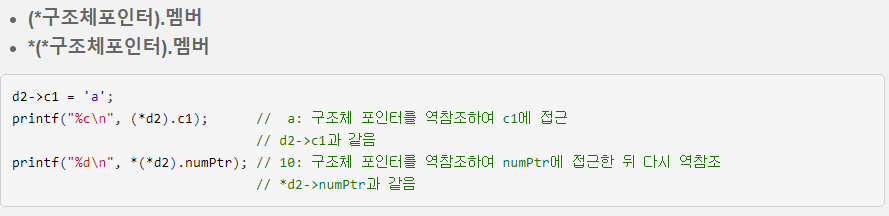 • (*구조체포인터).멤버
• *(*구조체포인터).멤버
d2->c1 = 'a';
printf("%c\n", (*d2).c1);      //  a: 구조체 포인터를 역참조하여 c1에 접근
                               // d2->c1과 같음
printf("%d\n", *(*d2).numPtr); // 10: 구조체 포인터를 역참조하여 numPtr에 접근한 뒤 다시 역참조
                               // *d2->numPtr과 같음